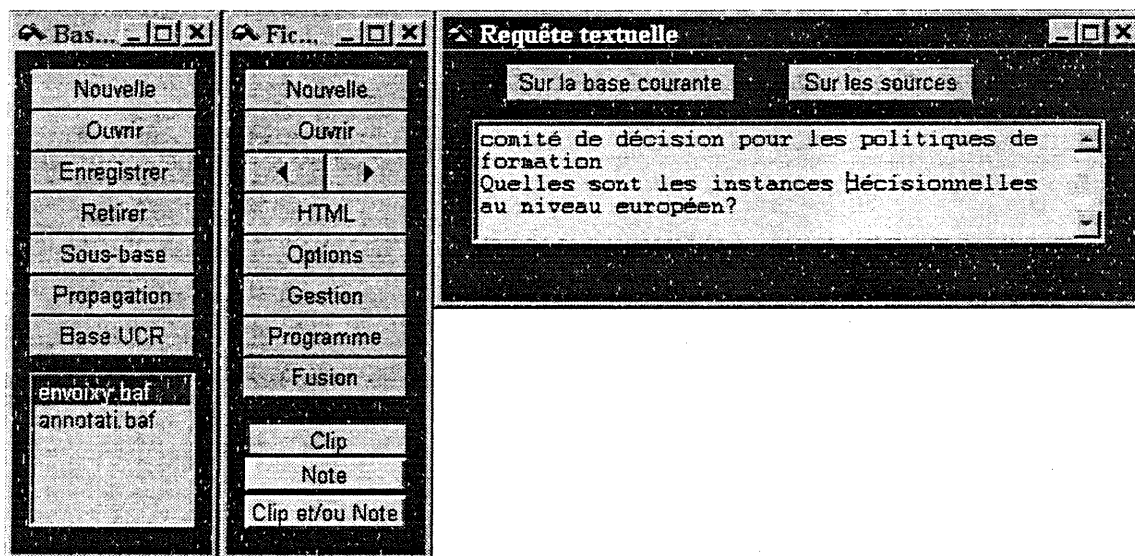 Bas...
Nouvelle
Ouvrir
Enregistrer
Retirer
Sous-base
Propagation
Base UCR
envoixy.baf
annotati.baf
Fic...
Nouvelle
Ouvrir
HTML
Options
Gestion
Programme
Fusion
Clip
Note
Clip et/ou Note
Requête textuelle
Sur la base courante
Sur les sources
comité de décision pour les politiques de
formation
Quelles sont les instances décisionnelles
au niveau européen?